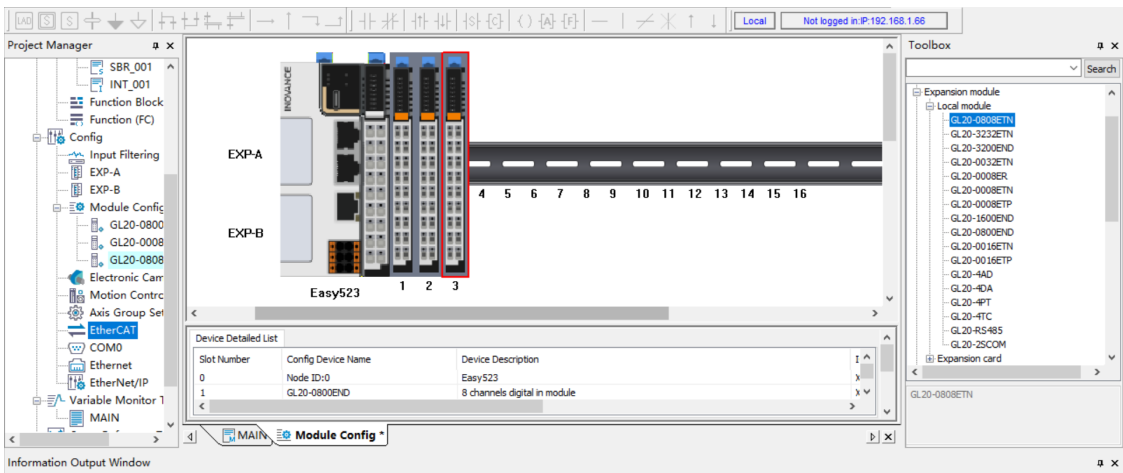 LAD S S
{S} {C} ( ) {A} {F}
Local
Not logged in:IP:192.168.1.66
Project Manager
SBR_001
INT_001
Function Block
Function (FC)
Config
Input Filtering
EXP-A
EXP-B
Module Config
GL20-0800
GL20-0008
GL20-0808
Electronic Cam
Motion Contro
Axis Group Set
EtherCAT
COM0
Ethernet
EtherNet/IP
Variable Monitor T
MAIN
INOVANCE
EXP-A
EXP-B
4 5 6 7 8 9 10 11 12 13 14 15 16
1 2 3
Easy523
Device Detailed List
Slot Number Config Device Name Device Description
0 Node ID:0 Easy523
1 GL20-0800END 8 channels digital in module
MAIN
Module Config *
Toolbox
Search
Expansion module
Local module
GL20-0808ETN
GL20-3232ETN
GL20-3200END
GL20-0032ETN
GL20-0008ER
GL20-0008ETN
GL20-0008ETP
GL20-1600END
GL20-0800END
GL20-0016ETN
GL20-0016ETP
GL20-4AD
GL20-4DA
GL20-4PT
GL20-4TC
GL20-RS485
GL20-2SCOM
Expansion card
GL20-0808ETN
Information Output Window